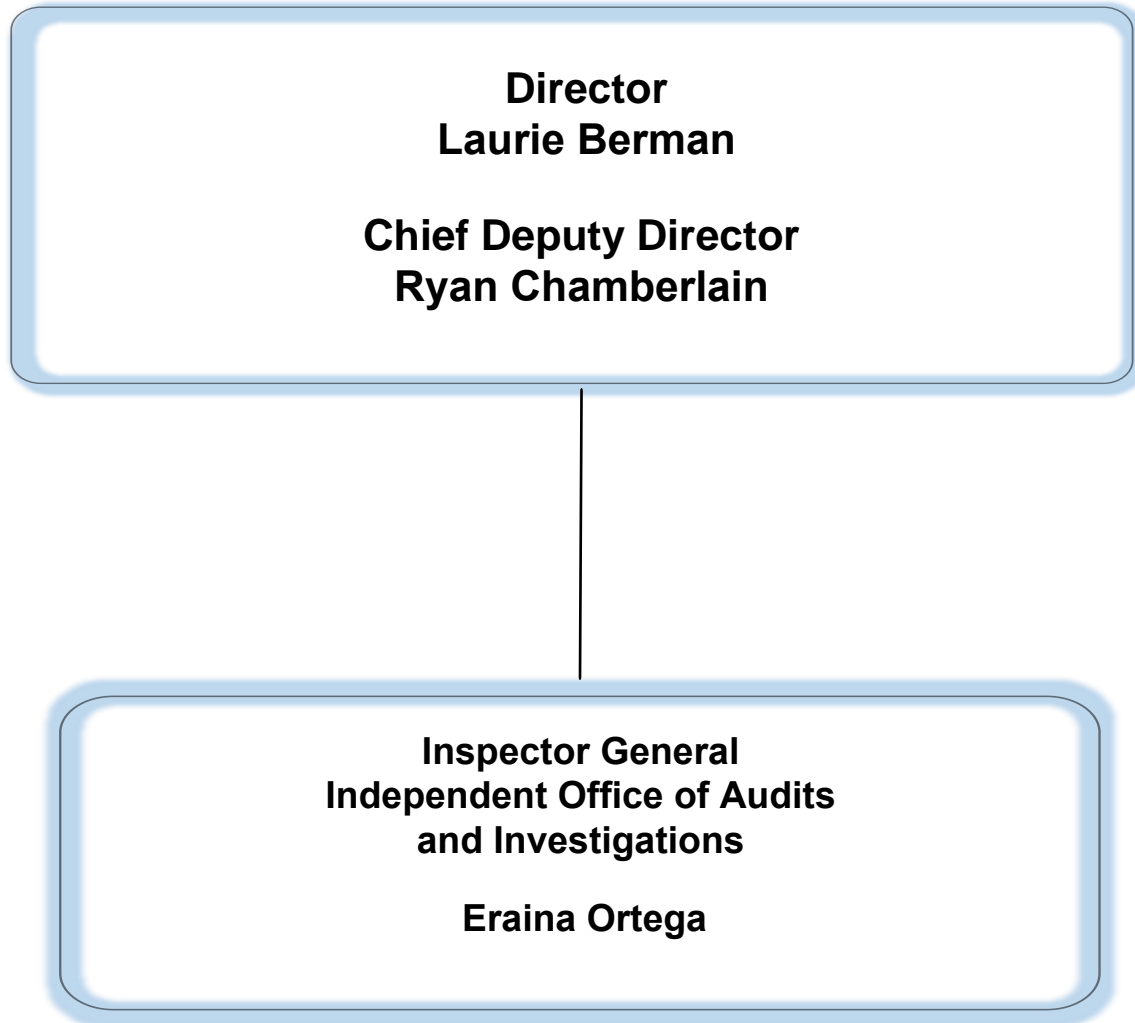 Director
Laurie Berman
Chief Deputy Director
Ryan Chamberlain
Inspector General
Independent Office of Audits
and Investigations
Eraina Ortega